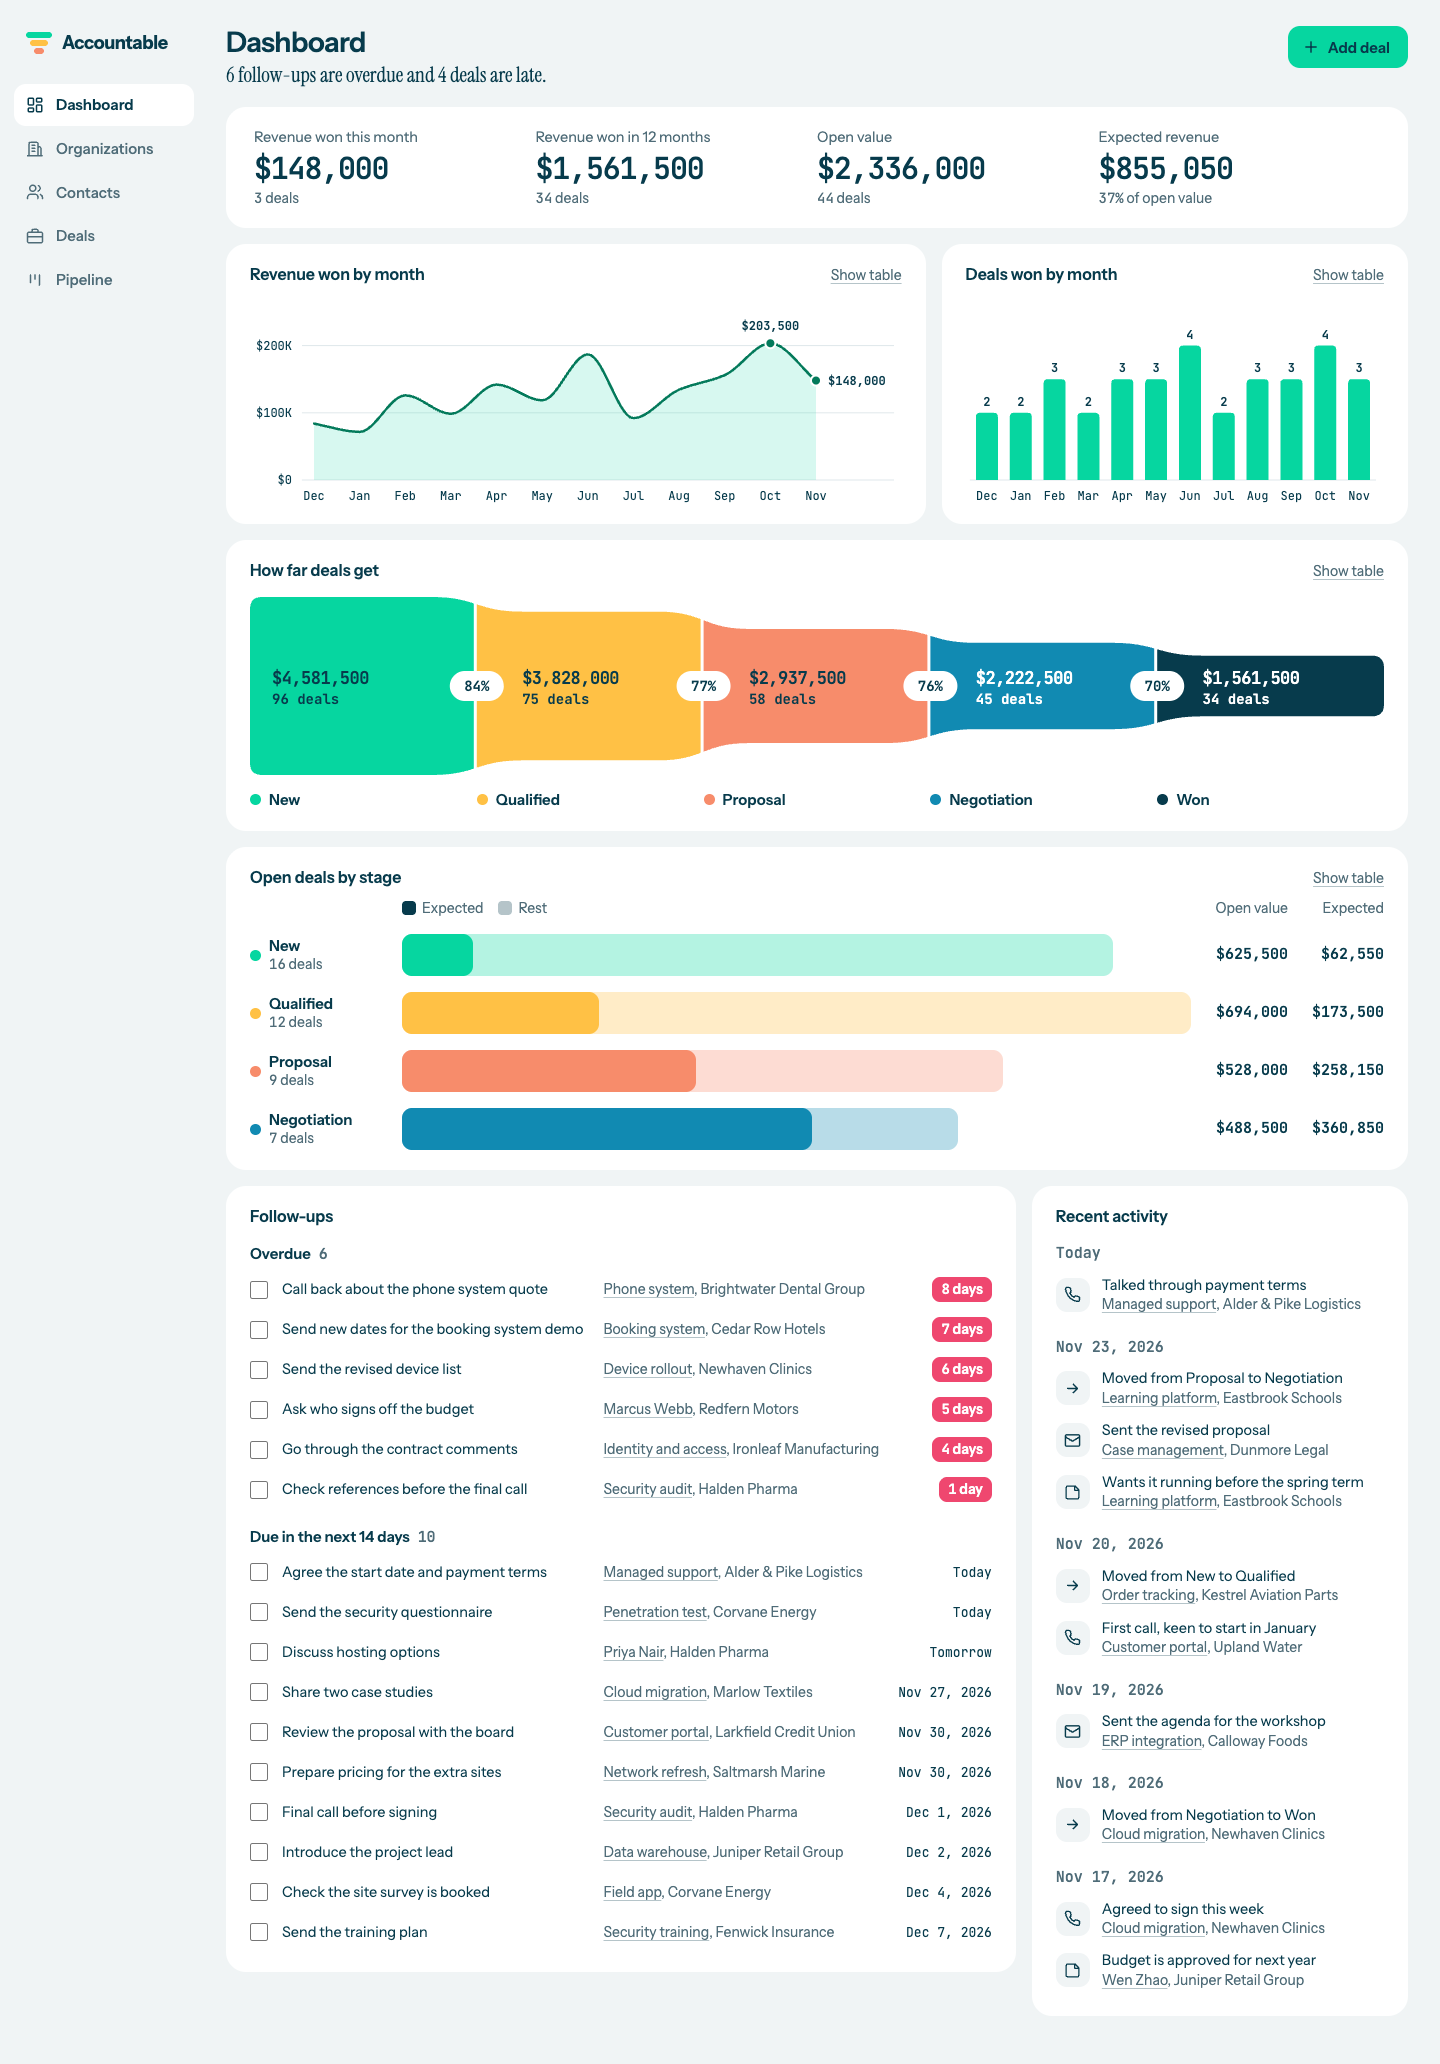 Accountable
Dashboard
Organizations
Contacts
Deals
Pipeline
Dashboard
6 follow-ups are overdue and 4 deals are late.
Add deal
Revenue won this month
$148,000
3 deals
Revenue won in 12 months
$1,561,500
34 deals
Open value
$2,336,000
44 deals
Expected revenue
$855,050
37% of open value
Revenue won by month
Show table
$200K
$100K
$0
$203,500
$148,000
Dec Jan Feb Mar Apr May Jun Jul Aug Sep Oct Nov
Deals won by month
Show table
2 2 3 2 3 3 4 2 3 3 4 3
Dec Jan Feb Mar Apr May Jun Jul Aug Sep Oct Nov
How far deals get
Show table
$4,581,500
96 deals
84%
$3,828,000
75 deals
77%
$2,937,500
58 deals
76%
$2,222,500
45 deals
70%
$1,561,500
34 deals
New
Qualified
Proposal
Negotiation
Won
Open deals by stage
Show table
Expected Rest
Open value Expected
New
16 deals
$625,500 $62,550
Qualified
12 deals
$694,000 $173,500
Proposal
9 deals
$528,000 $258,150
Negotiation
7 deals
$488,500 $360,850
Follow-ups
Overdue 6
Call back about the phone system quote Phone system, Brightwater Dental Group 8 days
Send new dates for the booking system demo Booking system, Cedar Row Hotels 7 days
Send the revised device list Device rollout, Newhaven Clinics 6 days
Ask who signs off the budget Marcus Webb, Redfern Motors 5 days
Go through the contract comments Identity and access, Ironleaf Manufacturing 4 days
Check references before the final call Security audit, Halden Pharma 1 day
Due in the next 14 days 10
Agree the start date and payment terms Managed support, Alder & Pike Logistics Today
Send the security questionnaire Penetration test, Corvane Energy Today
Discuss hosting options Priya Nair, Halden Pharma Tomorrow
Share two case studies Cloud migration, Marlow Textiles Nov 27, 2026
Review the proposal with the board Customer portal, Larkfield Credit Union Nov 30, 2026
Prepare pricing for the extra sites Network refresh, Saltmarsh Marine Nov 30, 2026
Final call before signing Security audit, Halden Pharma Dec 1, 2026
Introduce the project lead Data warehouse, Juniper Retail Group Dec 2, 2026
Check the site survey is booked Field app, Corvane Energy Dec 4, 2026
Send the training plan Security training, Fenwick Insurance Dec 7, 2026
Recent activity
Today
Talked through payment terms
Managed support, Alder & Pike Logistics
Nov 23, 2026
Moved from Proposal to Negotiation
Learning platform, Eastbrook Schools
Sent the revised proposal
Case management, Dunmore Legal
Wants it running before the spring term
Learning platform, Eastbrook Schools
Nov 20, 2026
Moved from New to Qualified
Order tracking, Kestrel Aviation Parts
First call, keen to start in January
Customer portal, Upland Water
Nov 19, 2026
Sent the agenda for the workshop
ERP integration, Calloway Foods
Nov 18, 2026
Moved from Negotiation to Won
Cloud migration, Newhaven Clinics
Nov 17, 2026
Agreed to sign this week
Cloud migration, Newhaven Clinics
Budget is approved for next year
Wen Zhao, Juniper Retail Group